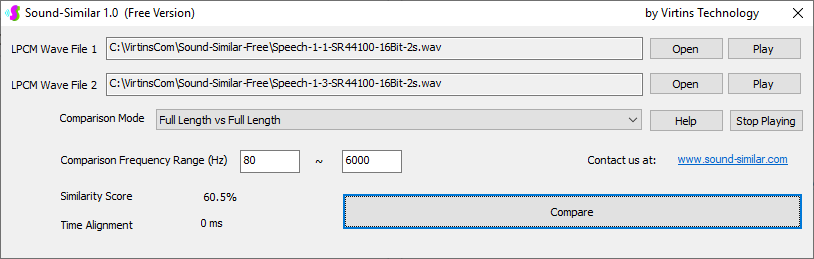 Sound-Similar 1.0 (Free Version) by Virtins Technology
LPCM Wave File 1 C:\VirtinsCom\Sound-Similar-Free\Speech-1-1-SR44100-16Bit-2s.wav Open Play
LPCM Wave File 2 C:\VirtinsCom\Sound-Similar-Free\Speech-1-3-SR44100-16Bit-2s.wav Open Play
Comparison Mode Full Length vs Full Length Help Stop Playing
Comparison Frequency Range (Hz) 80 ~ 6000 Contact us at: www.sound-similar.com
Similarity Score 60.5%
Compare
Time Alignment 0 ms